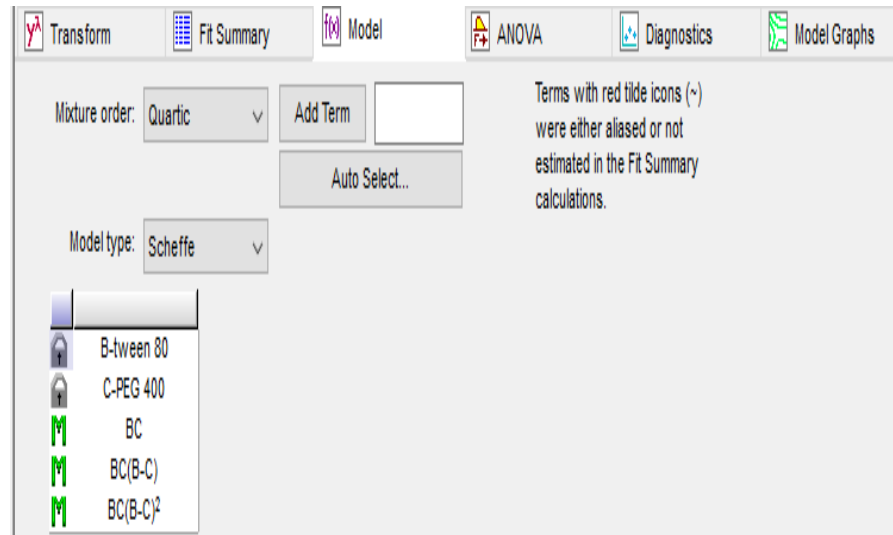 Transform
Fit Summary
f(x) Model
ANOVA
Diagnostics
Model Graphs
Mixture order: Quartic
Add Term
Auto Select...
Terms with red tilde icons (~)
were either aliased or not
estimated in the Fit Summary
calculations.
Model type: Scheffe
B-tween 80
C-PEG 400
M BC
M BC(B-C)
M BC(B-C)²